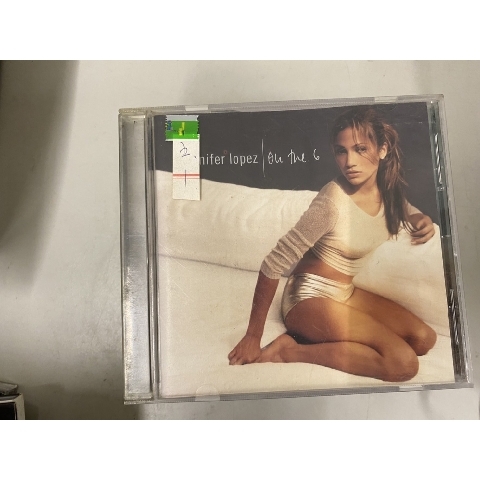 nifer lopez / on the 6